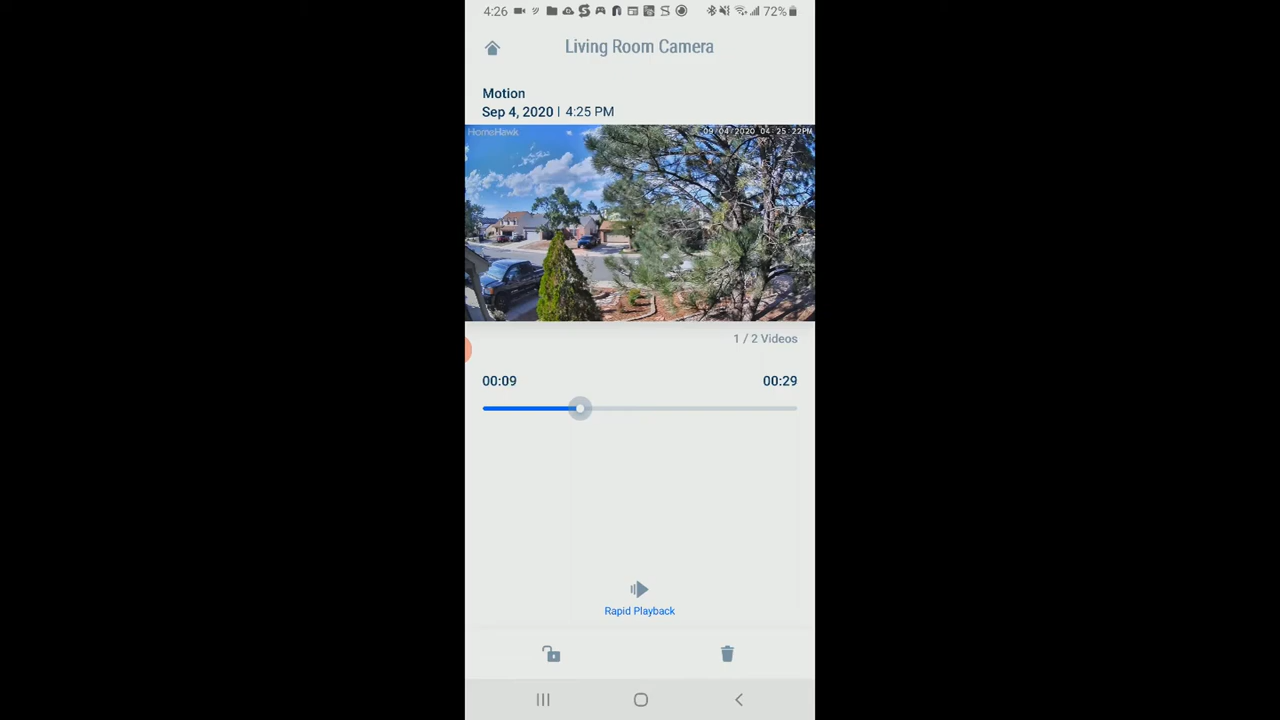 4:26 72%
Living Room Camera
Motion
Sep 4, 2020 | 4:25 PM
HomeHawk 09/04/2020 04:25:22PM
1 / 2 Videos
00:09 00:29
Rapid Playback